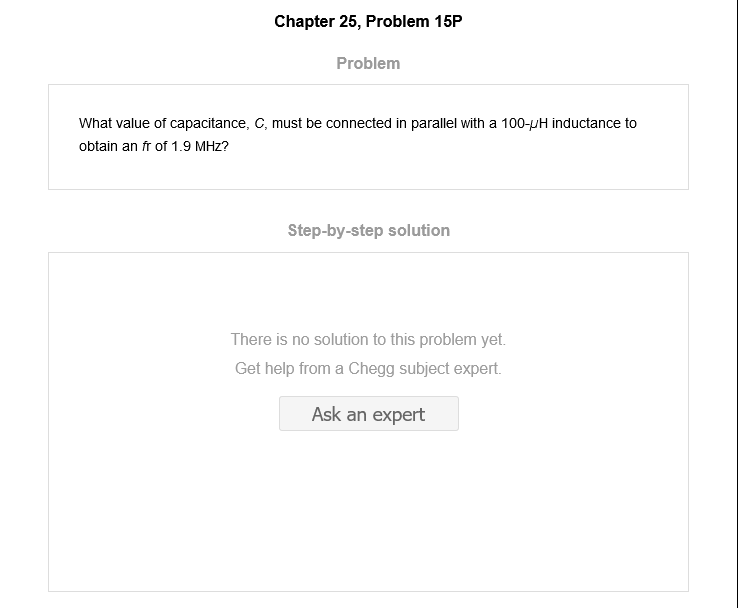 Chapter 25, Problem 15P
Problem
What value of capacitance, C, must be connected in parallel with a 100-μH inductance to
obtain an fr of 1.9 MHz?
Step-by-step solution
There is no solution to this problem yet.
Get help from a Chegg subject expert.
Ask an expert